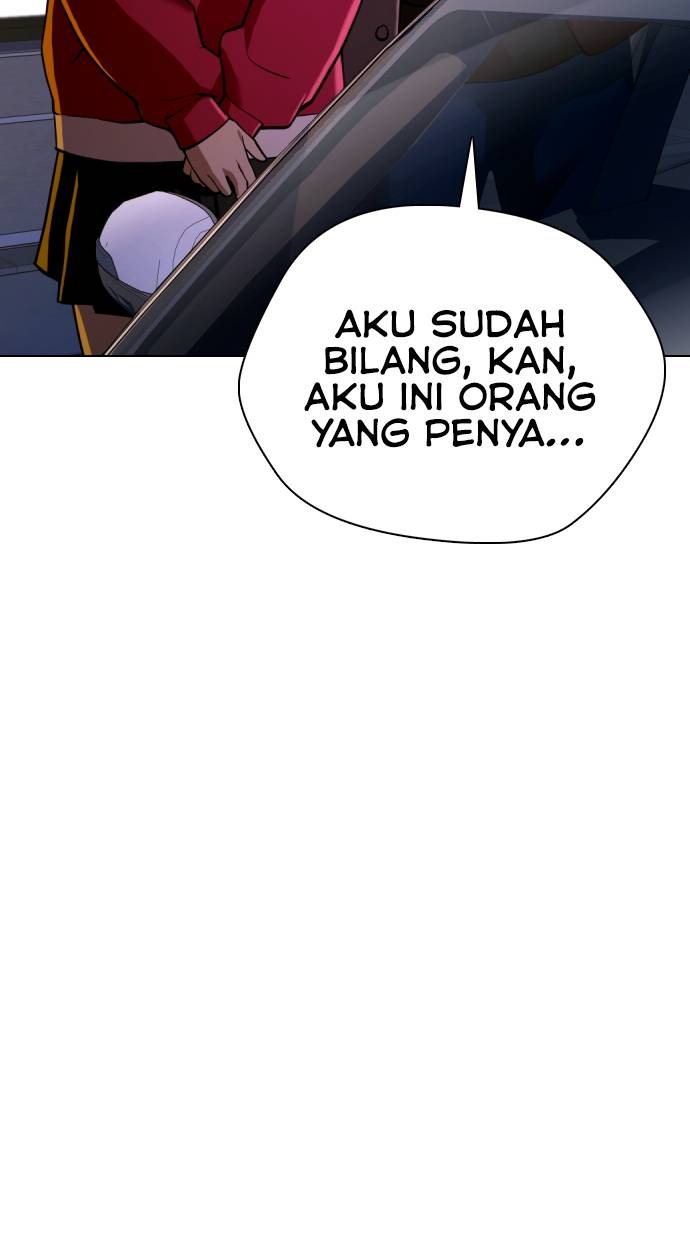 AKU SUDAH
BILANG, KAN,
AKU INI ORANG
YANG PENYA...